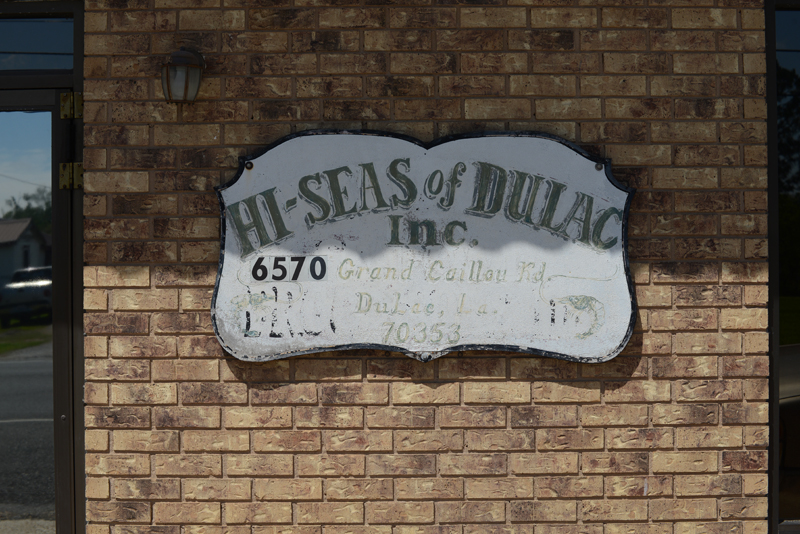 HI-SEAS of DULAC
Inc.
6570 Grand Caillou Rd.
DuLac, La.
70353